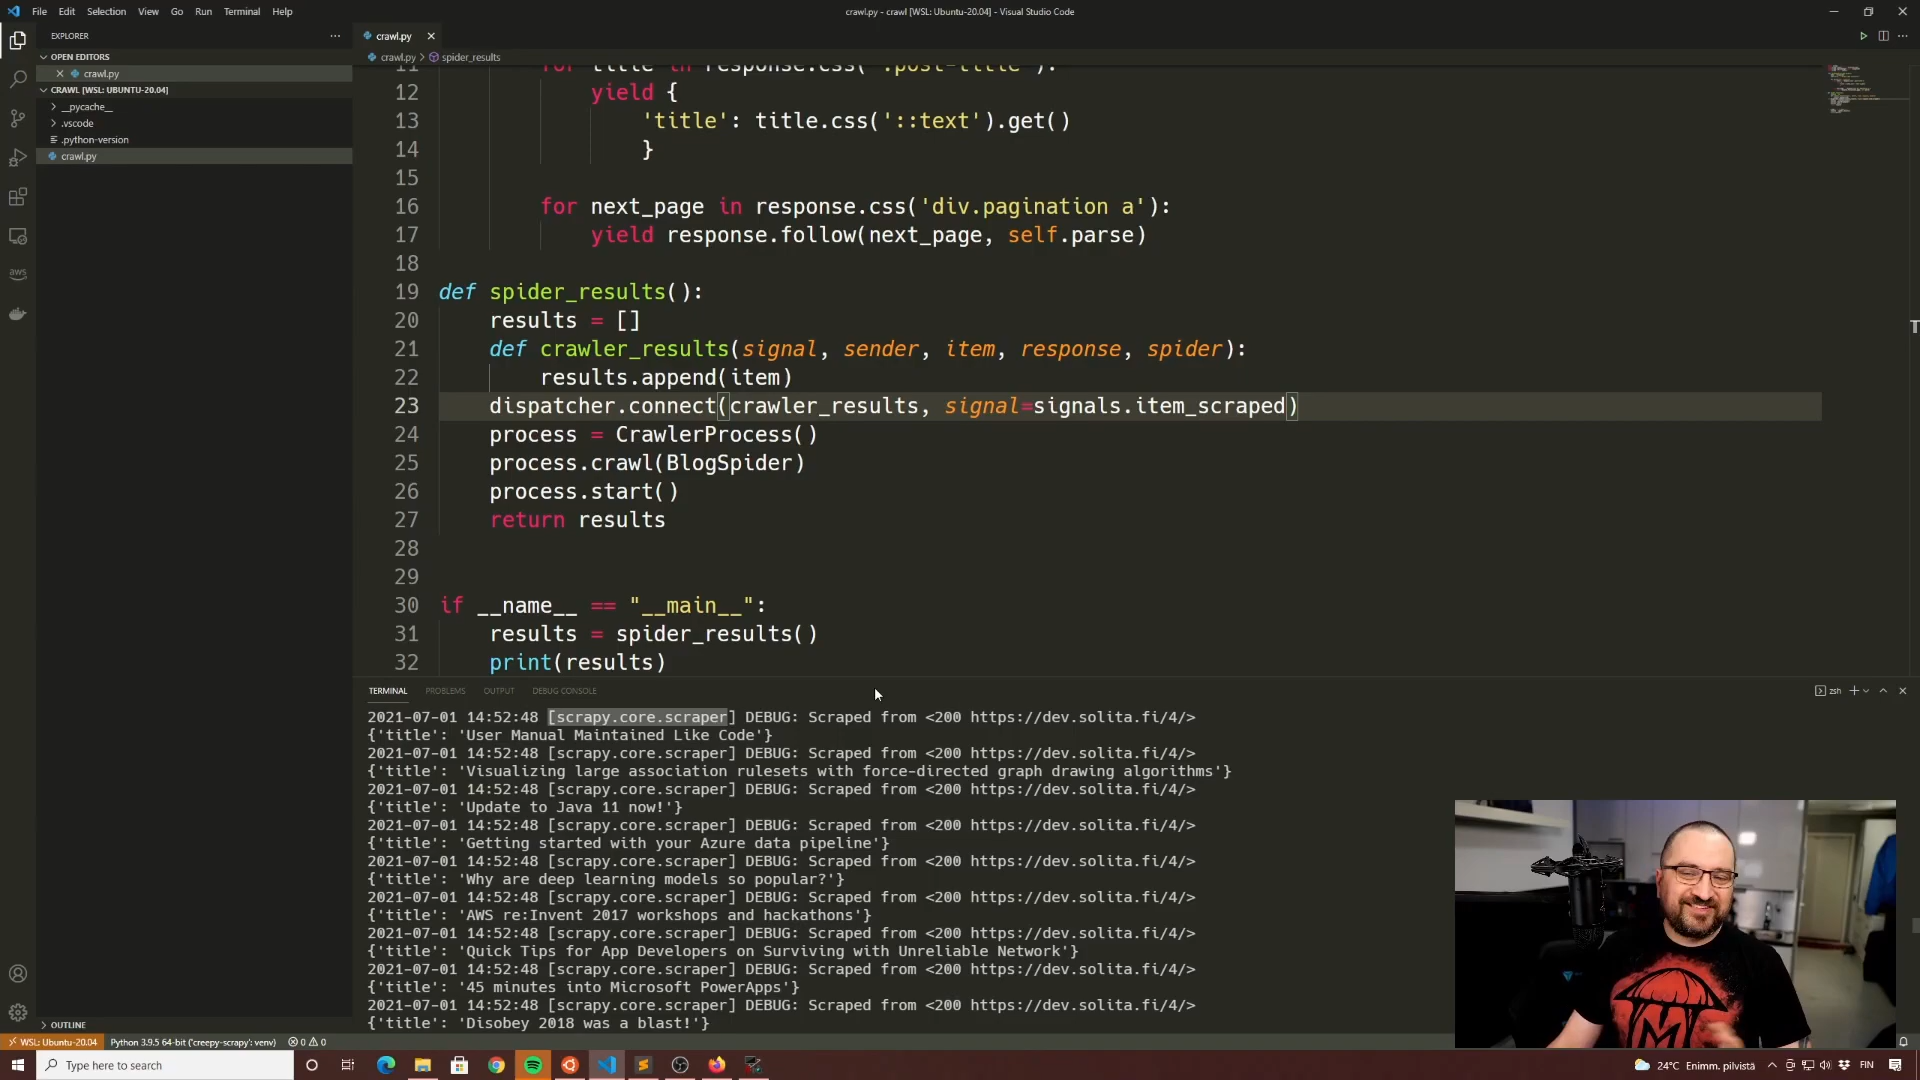 File Edit Selection View Go Run Terminal Help
crawl.py - crawl [WSL: Ubuntu-20.04] - Visual Studio Code
EXPLORER
OPEN EDITORS
crawl.py
CRAWL [WSL: UBUNTU-20.04]
__pycache__
.vscode
.python-version
crawl.py
OUTLINE
aws
crawl.py
crawl.py > spider_results
11 for title in response.css('.post-title'):
12 yield {
13 'title': title.css('::text').get()
14 }
15
16 for next_page in response.css('div.pagination a'):
17 yield response.follow(next_page, self.parse)
18
19 def spider_results():
20 results = []
21 def crawler_results(signal, sender, item, response, spider):
22 results.append(item)
23 dispatcher.connect(crawler_results, signal=signals.item_scraped)
24 process = CrawlerProcess()
25 process.crawl(BlogSpider)
26 process.start()
27 return results
28
29
30 if __name__ == "__main__":
31 results = spider_results()
32 print(results)
TERMINAL PROBLEMS OUTPUT DEBUG CONSOLE
zsh
2021-07-01 14:52:48 [scrapy.core.scraper] DEBUG: Scraped from <200 https://dev.solita.fi/4/>
{'title': 'User Manual Maintained Like Code'}
2021-07-01 14:52:48 [scrapy.core.scraper] DEBUG: Scraped from <200 https://dev.solita.fi/4/>
{'title': 'Visualizing large association rulesets with force-directed graph drawing algorithms'}
2021-07-01 14:52:48 [scrapy.core.scraper] DEBUG: Scraped from <200 https://dev.solita.fi/4/>
{'title': 'Update to Java 11 now!'}
2021-07-01 14:52:48 [scrapy.core.scraper] DEBUG: Scraped from <200 https://dev.solita.fi/4/>
{'title': 'Getting started with your Azure data pipeline'}
2021-07-01 14:52:48 [scrapy.core.scraper] DEBUG: Scraped from <200 https://dev.solita.fi/4/>
{'title': 'Why are deep learning models so popular?'}
2021-07-01 14:52:48 [scrapy.core.scraper] DEBUG: Scraped from <200 https://dev.solita.fi/4/>
{'title': 'AWS re:Invent 2017 workshops and hackathons'}
2021-07-01 14:52:48 [scrapy.core.scraper] DEBUG: Scraped from <200 https://dev.solita.fi/4/>
{'title': 'Quick Tips for App Developers on Surviving with Unreliable Network'}
2021-07-01 14:52:48 [scrapy.core.scraper] DEBUG: Scraped from <200 https://dev.solita.fi/4/>
{'title': '45 minutes into Microsoft PowerApps'}
2021-07-01 14:52:48 [scrapy.core.scraper] DEBUG: Scraped from <200 https://dev.solita.fi/4/>
{'title': 'Disobey 2018 was a blast!'}
WSL: Ubuntu-20.04 Python 3.9.5 64-bit ('creepy-scrapy': venv) 0 0
Type here to search
24°C Enimm. pilvistä
FIN